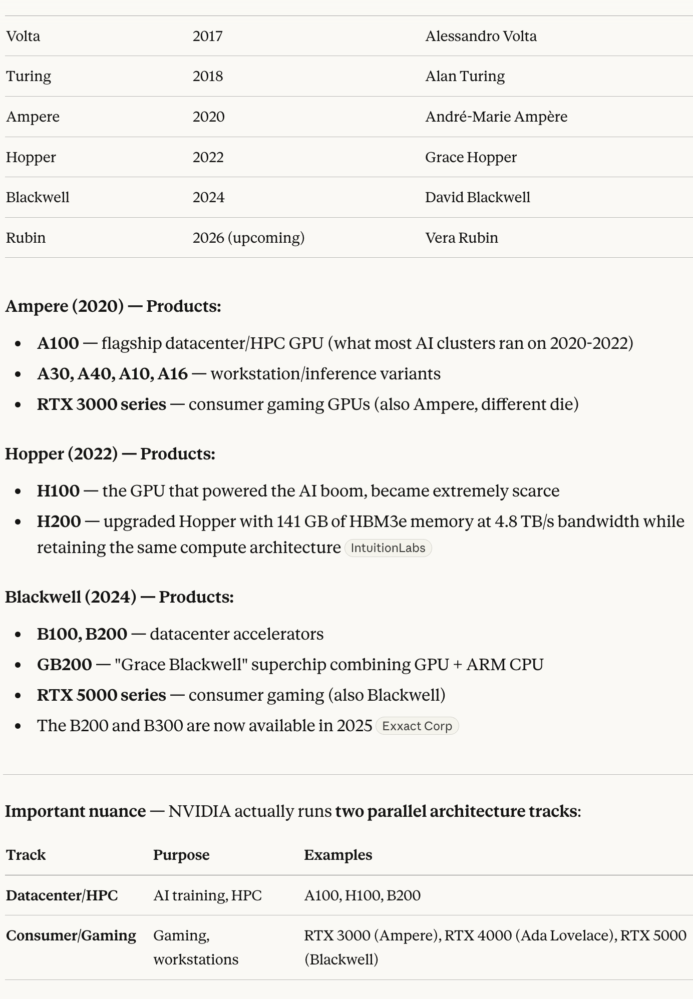 Volta 2017 Alessandro Volta
Turing 2018 Alan Turing
Ampere 2020 André-Marie Ampère
Hopper 2022 Grace Hopper
Blackwell 2024 David Blackwell
Rubin 2026 (upcoming) Vera Rubin
Ampere (2020) — Products:
• A100 — flagship datacenter/HPC GPU (what most AI clusters ran on 2020-2022)
• A30, A40, A10, A16 — workstation/inference variants
• RTX 3000 series — consumer gaming GPUs (also Ampere, different die)
Hopper (2022) — Products:
• H100 — the GPU that powered the AI boom, became extremely scarce
• H200 — upgraded Hopper with 141 GB of HBM3e memory at 4.8 TB/s bandwidth while
retaining the same compute architecture IntuitionLabs
Blackwell (2024) — Products:
• B100, B200 — datacenter accelerators
• GB200 — "Grace Blackwell" superchip combining GPU + ARM CPU
• RTX 5000 series — consumer gaming (also Blackwell)
• The B200 and B300 are now available in 2025 Exxact Corp
Important nuance — NVIDIA actually runs two parallel architecture tracks:
Track Purpose Examples
Datacenter/HPC AI training, HPC A100, H100, B200
Consumer/Gaming Gaming, RTX 3000 (Ampere), RTX 4000 (Ada Lovelace), RTX 5000
workstations (Blackwell)